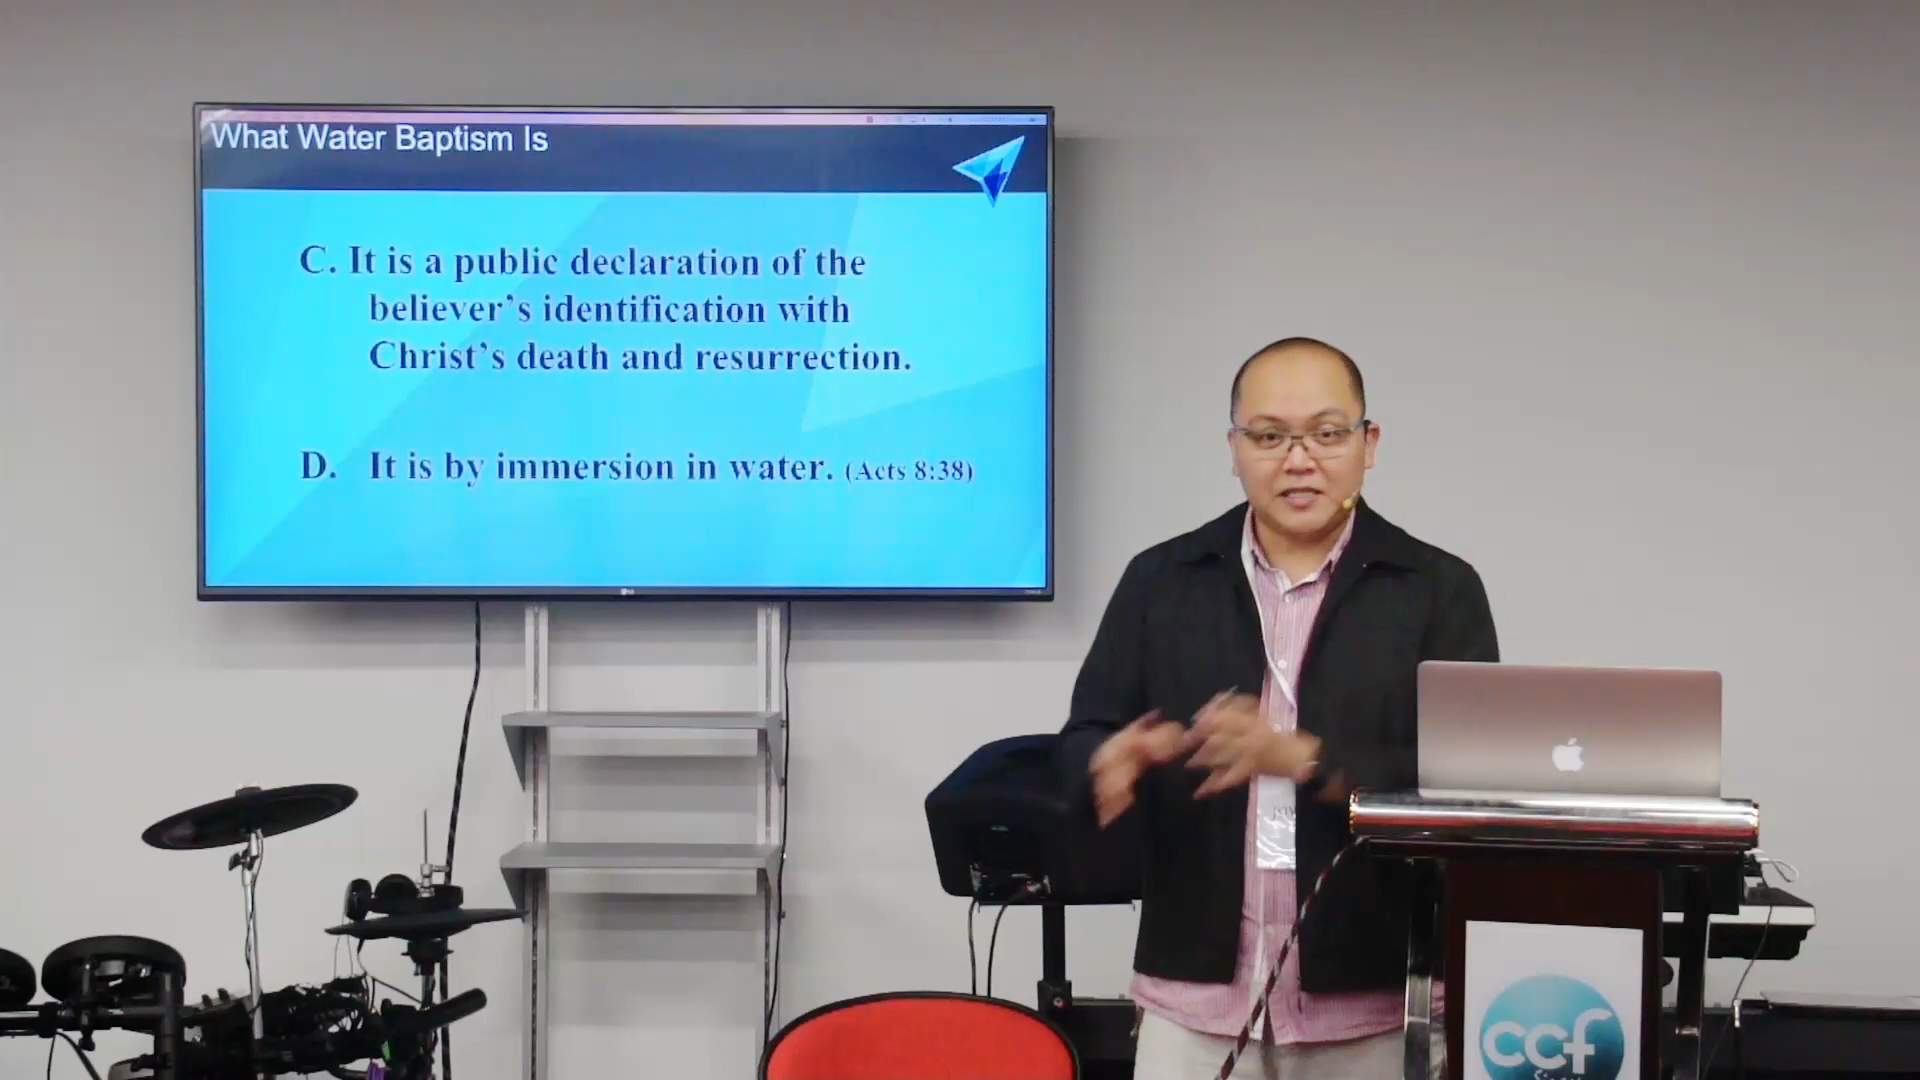 What Water Baptism Is
C. It is a public declaration of the
believer's identification with
Christ's death and resurrection.
D. It is by immersion in water. (Acts 8:38)
LG
ccf